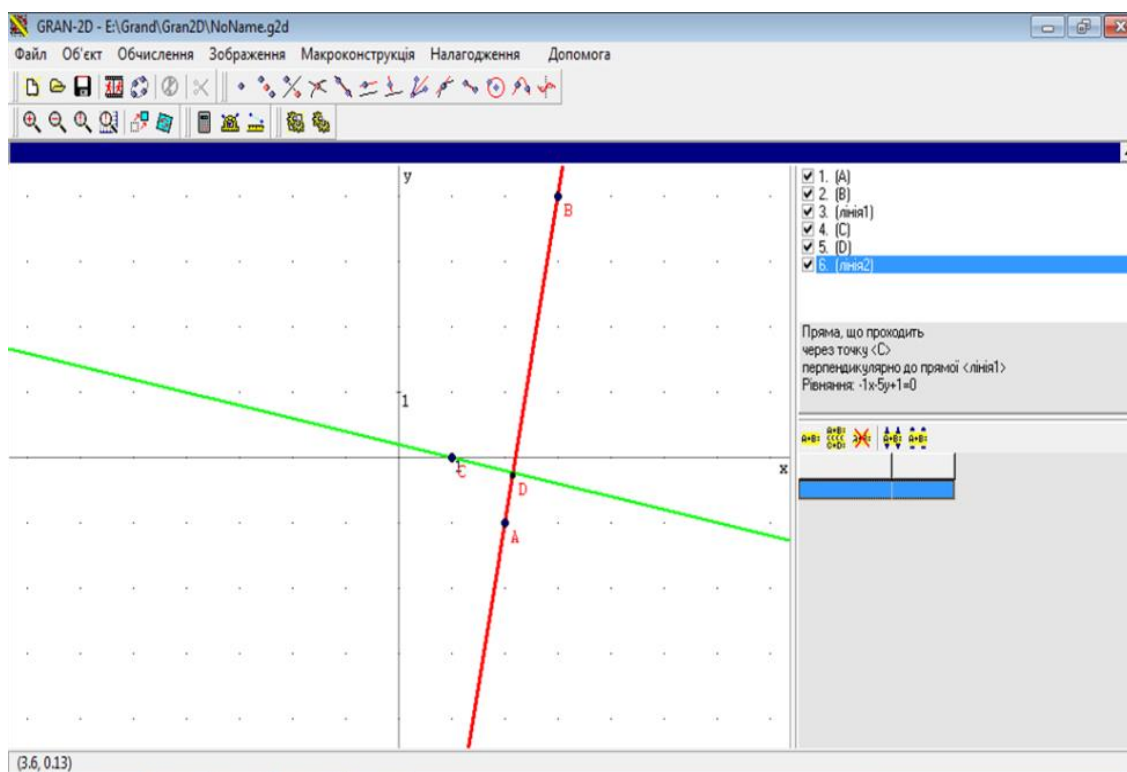 GRAN-2D - E:\Grand\Gran2D\NoName.g2d
Файл Об'єкт Обчислення Зображення Макроконструкція Налагодження Допомога
y
B
1
C
x
D
A
1. (A)
2. (B)
3. (лінія1)
4. (C)
5. (D)
6. (лінія2)
Пряма, що проходить
через точку <C>
перпендикулярно до прямої <лінія1>
Рівняння: -1x-5y+1=0
(3.6, 0.13)